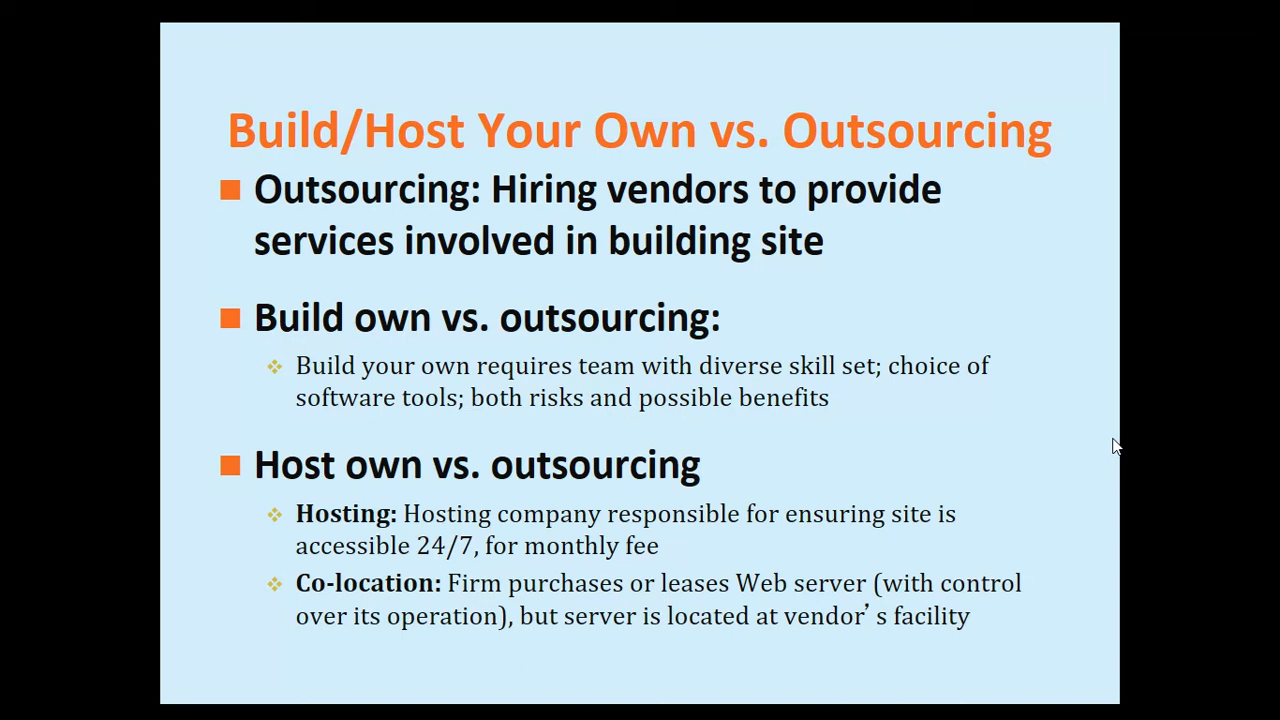 Build/Host Your Own vs. Outsourcing
Outsourcing: Hiring vendors to provide
services involved in building site
Build own vs. outsourcing:
Build your own requires team with diverse skill set; choice of
software tools; both risks and possible benefits
Host own vs. outsourcing
Hosting: Hosting company responsible for ensuring site is
accessible 24/7, for monthly fee
Co-location: Firm purchases or leases Web server (with control
over its operation), but server is located at vendor’s facility